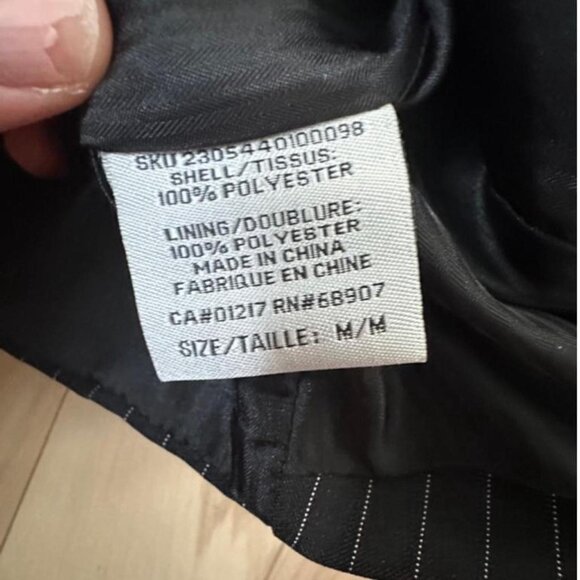 SKU 2305440100098
SHELL/TISSUS:
100% POLYESTER
LINING/DOUBLURE:
100% POLYESTER
MADE IN CHINA
FABRIQUE EN CHINE
CA#01217 RN#68907
SIZE/TAILLE: M/M